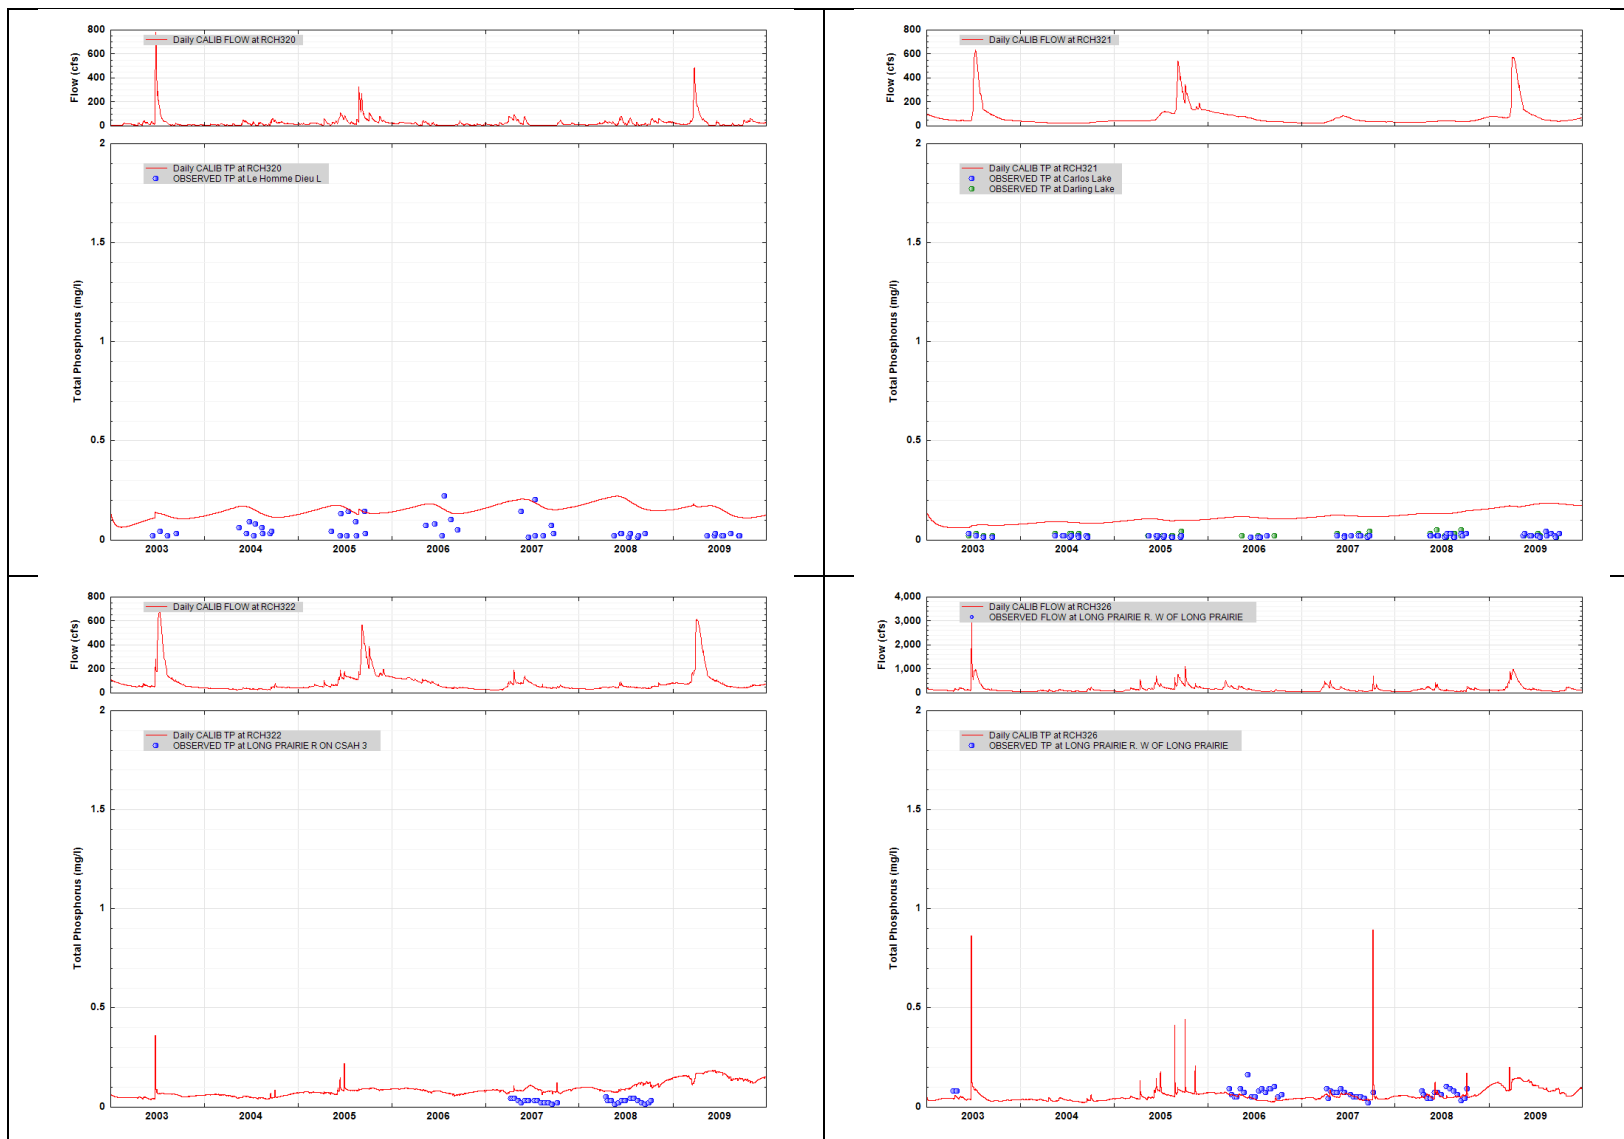 800
600
400
200
0
Flow (cfs)
Daily CALIB FLOW at RCH320
2
1.5
1
0.5
0
Total Phosphorus (mg/l)
Daily CALIB TP at RCH320
OBSERVED TP at Le Homme Dieu L
2003 2004 2005 2006 2007 2008 2009
800
600
400
200
0
Flow (cfs)
Daily CALIB FLOW at RCH321
2
1.5
1
0.5
0
Total Phosphorus (mg/l)
Daily CALIB TP at RCH321
OBSERVED TP at Carlos Lake
OBSERVED TP at Darling Lake
2003 2004 2005 2006 2007 2008 2009
800
600
400
200
0
Flow (cfs)
Daily CALIB FLOW at RCH322
2
1.5
1
0.5
0
Total Phosphorus (mg/l)
Daily CALIB TP at RCH322
OBSERVED TP at LONG PRAIRIE R ON CSAH 3
2003 2004 2005 2006 2007 2008 2009
4,000
3,000
2,000
1,000
0
Flow (cfs)
Daily CALIB FLOW at RCH326
OBSERVED FLOW at LONG PRAIRIE R. W OF LONG PRAIRIE
2
1.5
1
0.5
0
Total Phosphorus (mg/l)
Daily CALIB TP at RCH326
OBSERVED TP at LONG PRAIRIE R. W OF LONG PRAIRIE
2003 2004 2005 2006 2007 2008 2009